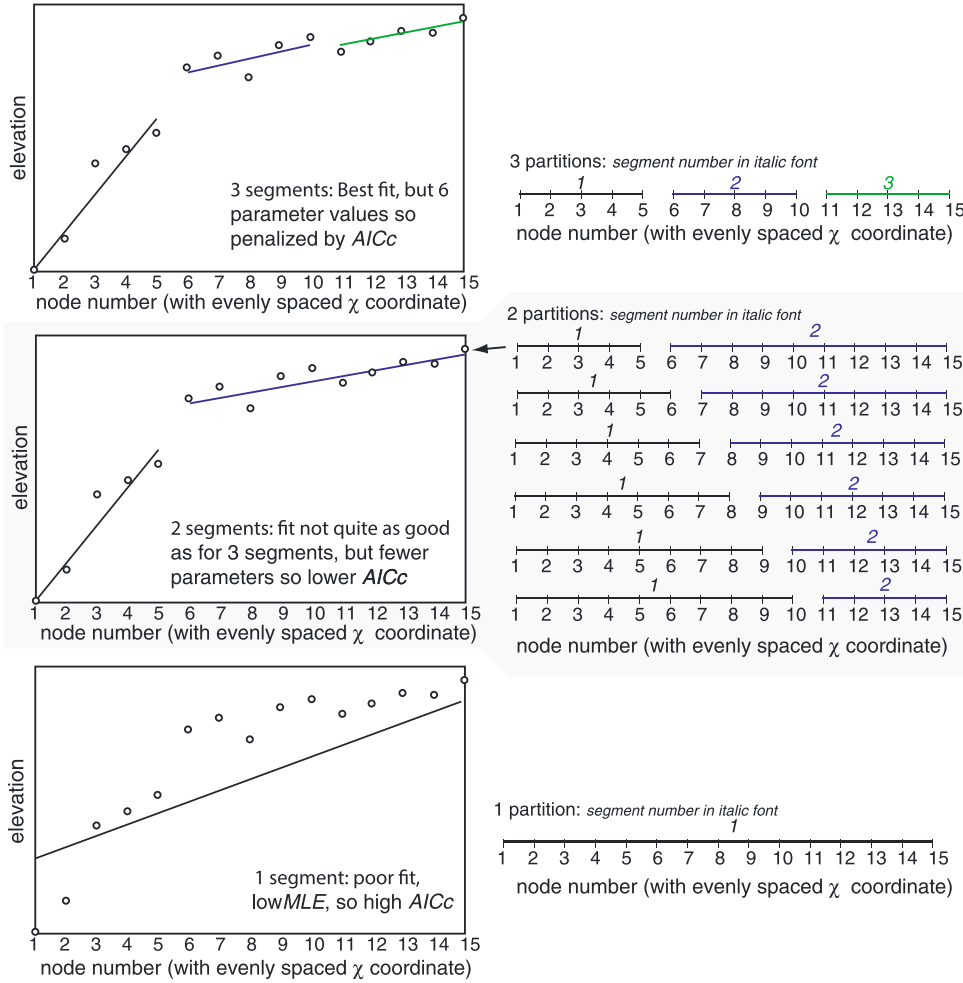 elevation
3 segments: Best fit, but 6
parameter values so
penalized by AICc
1 2 3 4 5 6 7 8 9 10 11 12 13 14 15
node number (with evenly spaced χ coordinate)
3 partitions: segment number in italic font
1 2 3
1 2 3 4 5 6 7 8 9 10 11 12 13 14 15
node number (with evenly spaced χ coordinate)
elevation
2 segments: fit not quite as good
as for 3 segments, but fewer
parameters so lower AICc
1 2 3 4 5 6 7 8 9 10 11 12 13 14 15
node number (with evenly spaced χ coordinate)
2 partitions: segment number in italic font
1 2
1 2 3 4 5 6 7 8 9 10 11 12 13 14 15
1 2
1 2 3 4 5 6 7 8 9 10 11 12 13 14 15
1 2
1 2 3 4 5 6 7 8 9 10 11 12 13 14 15
1 2
1 2 3 4 5 6 7 8 9 10 11 12 13 14 15
1 2
1 2 3 4 5 6 7 8 9 10 11 12 13 14 15
1 2
1 2 3 4 5 6 7 8 9 10 11 12 13 14 15
node number (with evenly spaced χ coordinate)
elevation
1 segment: poor fit,
lowMLE, so high AICc
1 2 3 4 5 6 7 8 9 10 11 12 13 14 15
node number (with evenly spaced χ coordinate)
1 partition: segment number in italic font
1
1 2 3 4 5 6 7 8 9 10 11 12 13 14 15
node number (with evenly spaced χ coordinate)